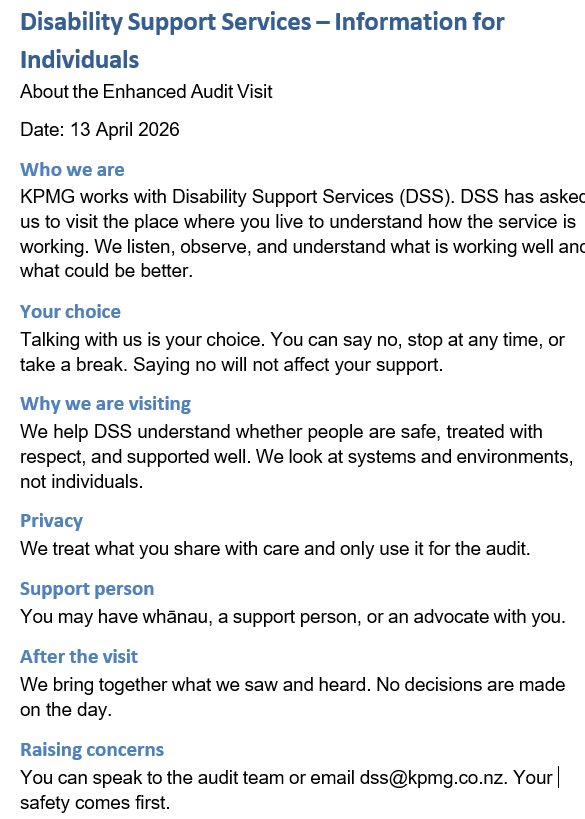 Disability Support Services – Information for
Individuals
About the Enhanced Audit Visit
Date: 13 April 2026
Who we are
KPMG works with Disability Support Services (DSS). DSS has asked
us to visit the place where you live to understand how the service is
working. We listen, observe, and understand what is working well and
what could be better.
Your choice
Talking with us is your choice. You can say no, stop at any time, or
take a break. Saying no will not affect your support.
Why we are visiting
We help DSS understand whether people are safe, treated with
respect, and supported well. We look at systems and environments,
not individuals.
Privacy
We treat what you share with care and only use it for the audit.
Support person
You may have whānau, a support person, or an advocate with you.
After the visit
We bring together what we saw and heard. No decisions are made
on the day.
Raising concerns
You can speak to the audit team or email dss@kpmg.co.nz. Your
safety comes first.